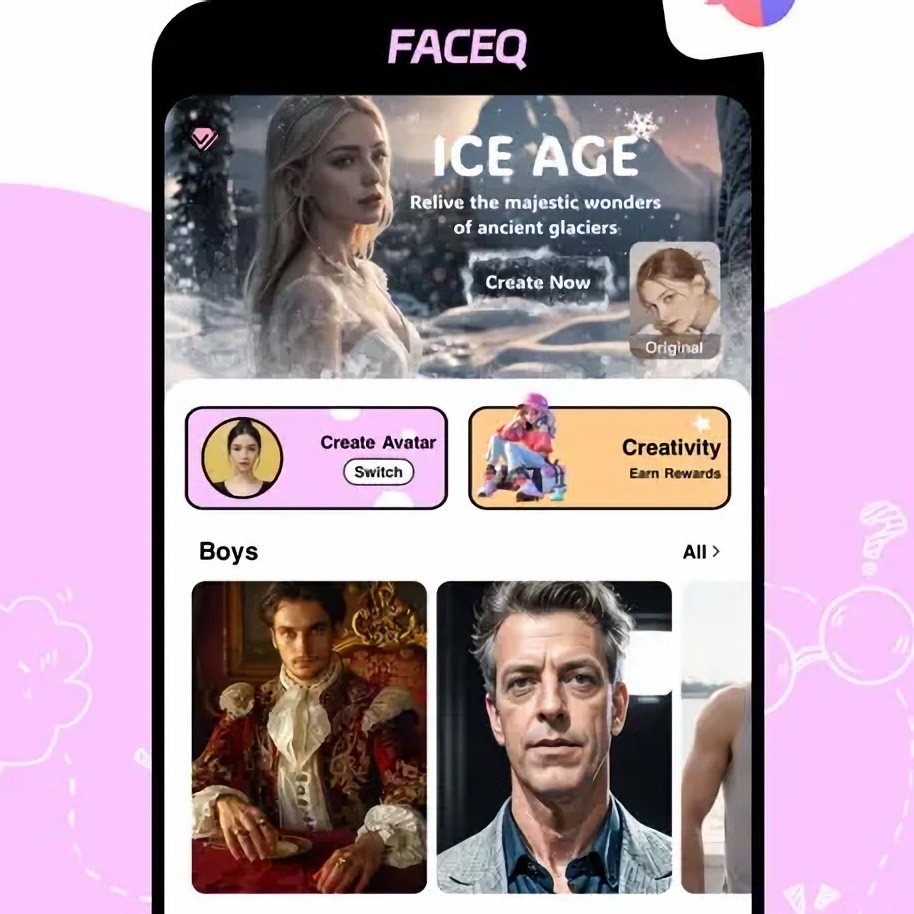 FACEQ
ICE AGE
Relive the majestic wonders
of ancient glaciers
Create Now
Original
Create Avatar
Switch
Creativity
Earn Rewards
Boys
All >
?